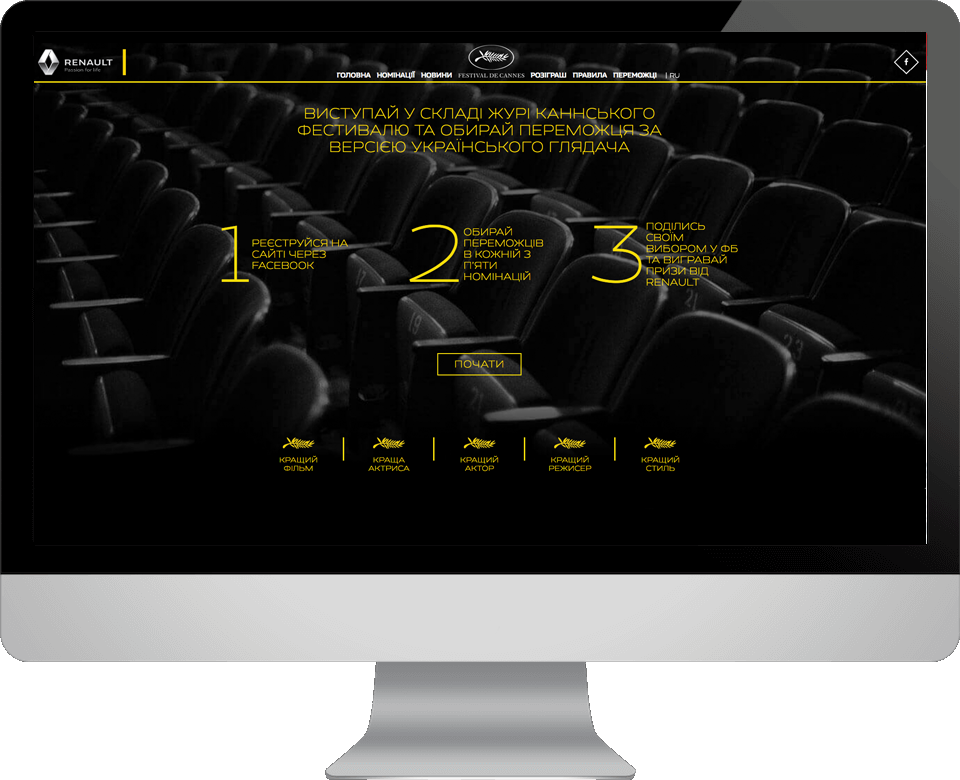 RENAULT
Passion for life
ГОЛОВНА НОМІНАЦІЇ НОВИНИ FESTIVAL DE CANNES РОЗІГРАШ ПРАВИЛА ПЕРЕМОЖЦІ | RU
f
ВИСТУПАЙ У СКЛАДІ ЖУРІ КАННСЬКОГО
ФЕСТИВАЛЮ ТА ОБИРАЙ ПЕРЕМОЖЦЯ ЗА
ВЕРСІЄЮ УКРАЇНСЬКОГО ГЛЯДАЧА
1
РЕЄСТРУЙСЯ НА
САЙТІ ЧЕРЕЗ
FACEBOOK
2
ОБИРАЙ
ПЕРЕМОЖЦІВ
В КОЖНІЙ З
П'ЯТИ
НОМІНАЦІЙ
3
ПОДІЛИСЬ
СВОЇМ
ВИБОРОМ У ФБ
ТА ВИГРАВАЙ
ПРИЗИ ВІД
RENAULT
19
21
23
ПОЧАТИ
КРАЩИЙ
ФІЛЬМ
КРАЩА
АКТРИСА
КРАЩИЙ
АКТОР
КРАЩИЙ
РЕЖИСЕР
КРАЩИЙ
СТИЛЬ